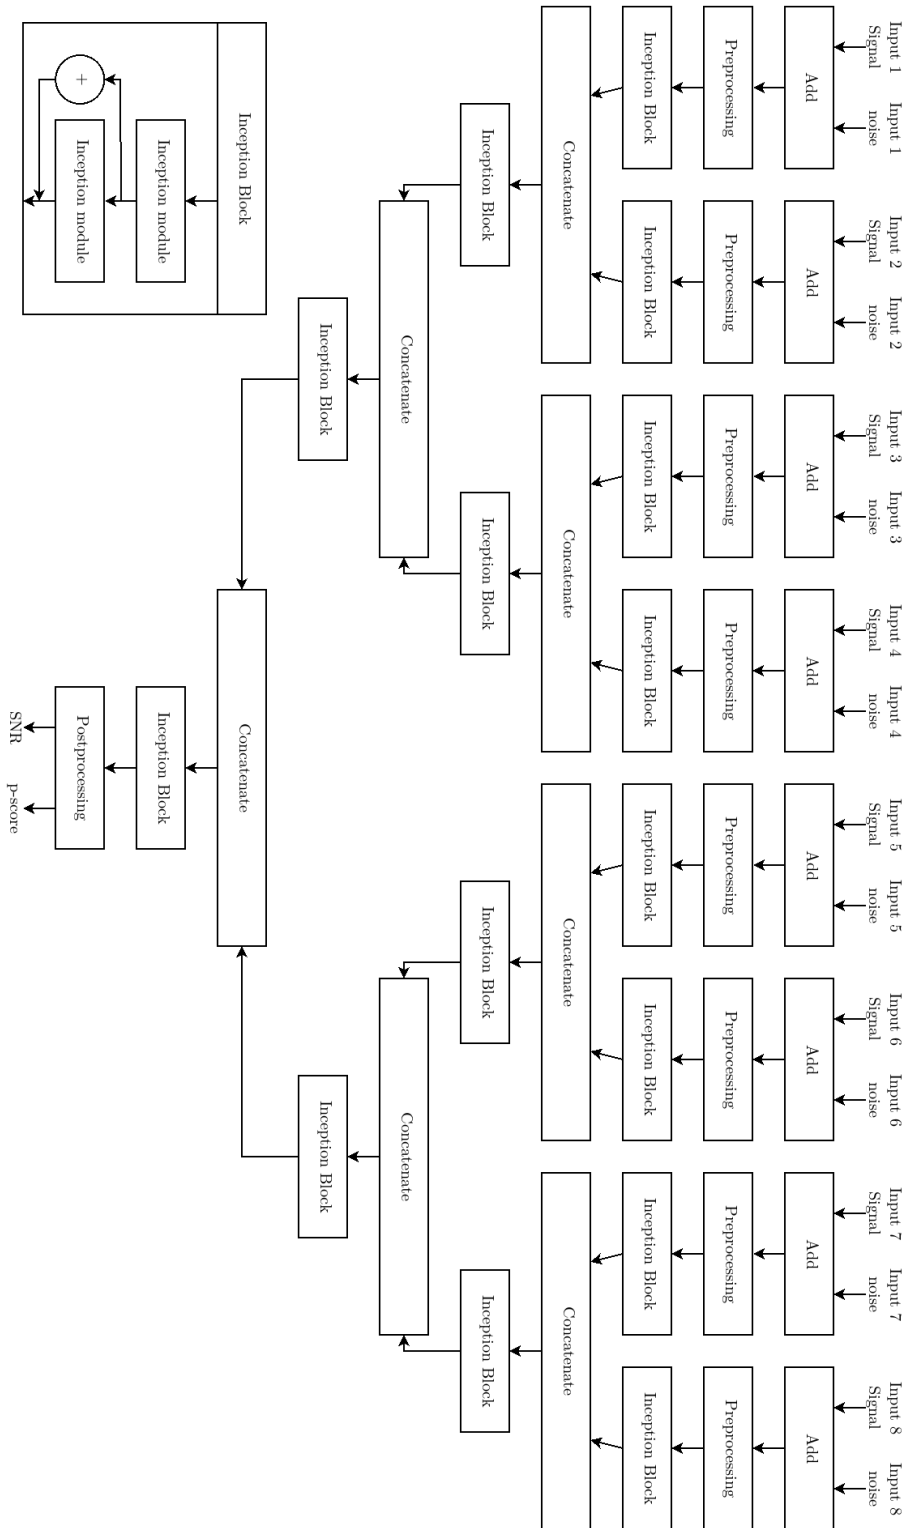 Input 1
Signal
Input 1
noise
Input 2
Signal
Input 2
noise
Input 3
Signal
Input 3
noise
Input 4
Signal
Input 4
noise
Input 5
Signal
Input 5
noise
Input 6
Signal
Input 6
noise
Input 7
Signal
Input 7
noise
Input 8
Signal
Input 8
noise
Add
Add
Add
Add
Add
Add
Add
Add
Preprocessing
Preprocessing
Preprocessing
Preprocessing
Preprocessing
Preprocessing
Preprocessing
Preprocessing
Inception Block
Inception Block
Inception Block
Inception Block
Inception Block
Inception Block
Inception Block
Inception Block
Concatenate
Concatenate
Concatenate
Concatenate
Inception Block
Inception Block
Inception Block
Inception Block
Concatenate
Concatenate
Inception Block
Inception Block
Concatenate
Inception Block
Postprocessing
SNR
p-score
Inception Block
Inception module
+
Inception module